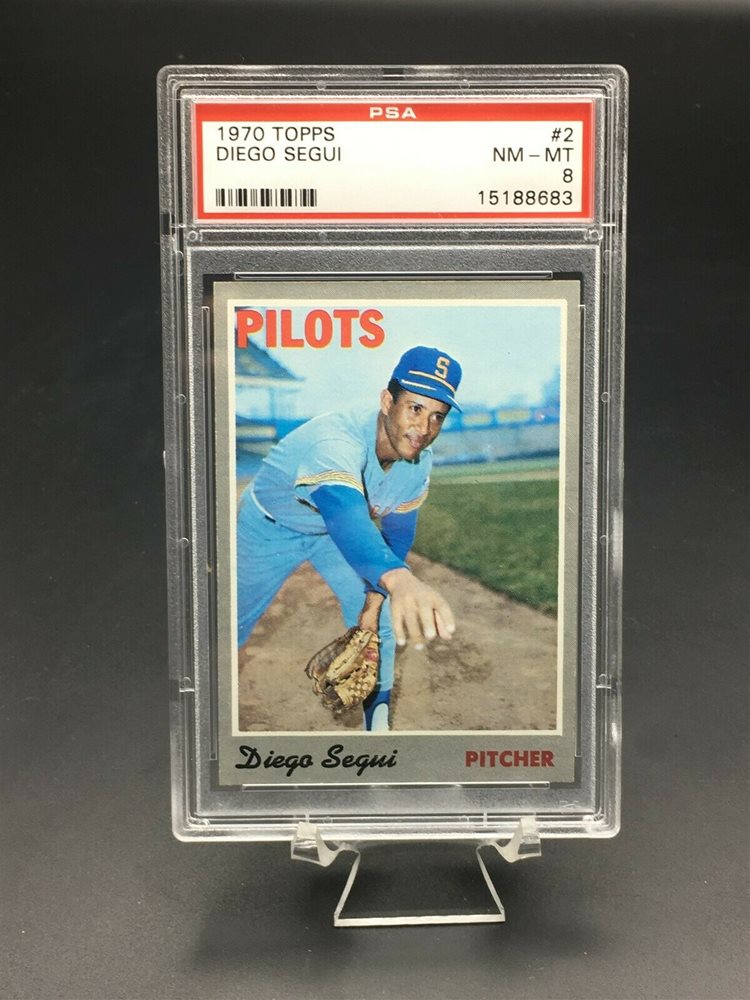 PSA
1970 TOPPS #2
DIEGO SEGUI NM - MT
8
15188683
PILOTS
S
Diego Segui PITCHER